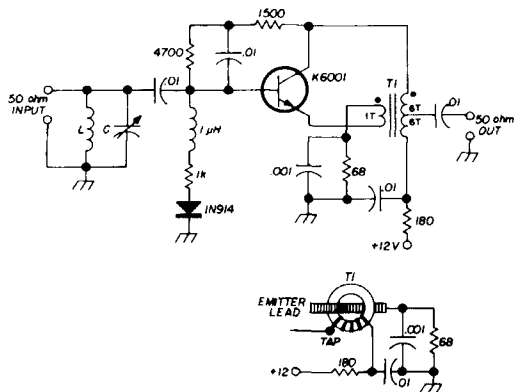 1500
4700
.01
K6001
T1
.01
50 ohm
INPUT
L
C
1 µH
1T
6T
6T
.01
50 ohm
OUT
.001
68
.01
1k
1N914
180
+12V
T1
EMITTER
LEAD
TAP
.001
68
+12
180
.01